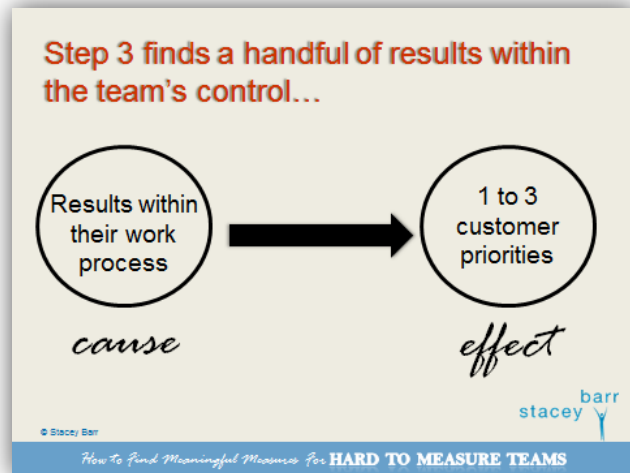 Step 3 finds a handful of results within
the team's control…
Results within
their work
process
1 to 3
customer
priorities
cause
effect
barr
stacey
© Stacey Barr
How to Find Meaningful Measures For HARD TO MEASURE TEAMS